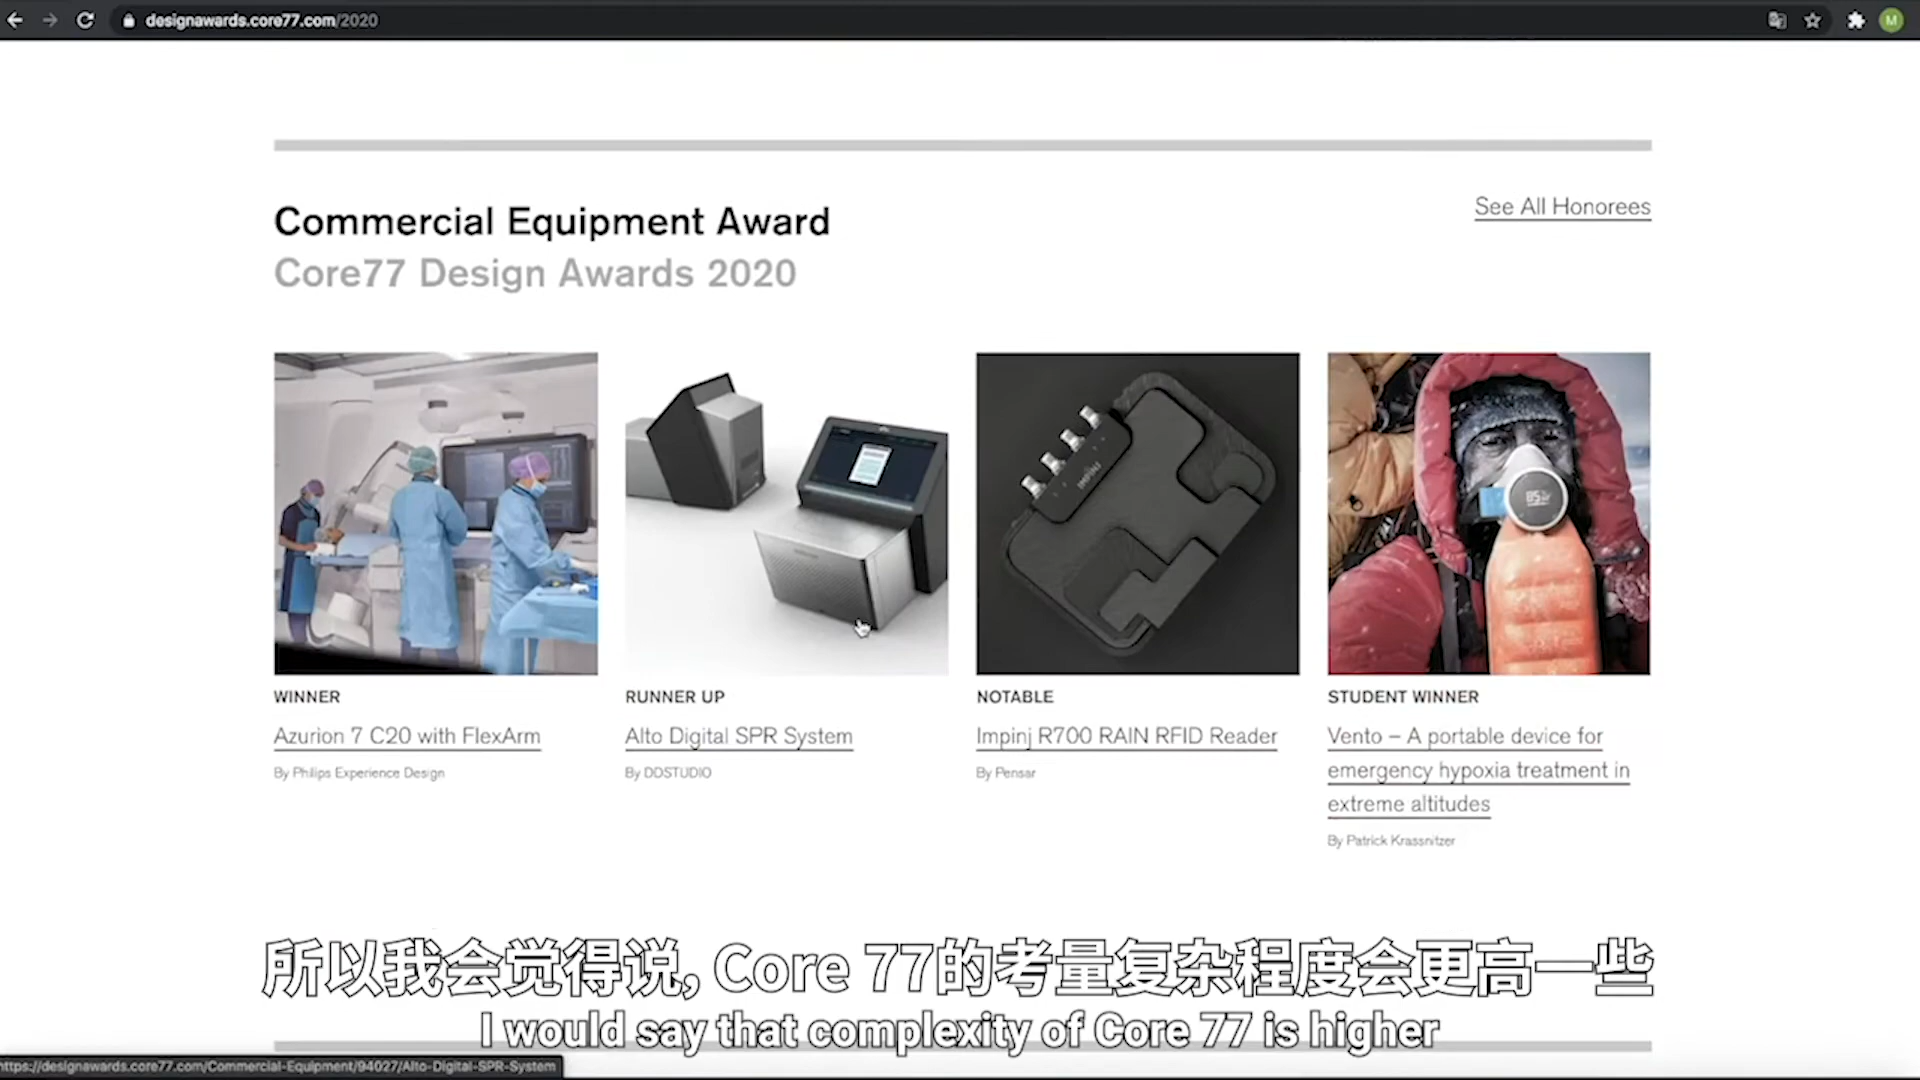 designawards.core77.com/2020
M
Commercial Equipment Award
See All Honorees
Core77 Design Awards 2020
IMPINJ
85
WINNER
RUNNER UP
NOTABLE
STUDENT WINNER
Azurion 7 C20 with FlexArm
By Philips Experience Design
Alto Digital SPR System
By DDSTUDIO
Impinj R700 RAIN RFID Reader
By Pensar
Vento – A portable device for
emergency hypoxia treatment in
extreme altitudes
By Patrick Krassnitzer
所以我会觉得说, Core 77的考量复杂程度会更高一些
I would say that complexity of Core 77 is higher
https://designawards.core77.com/Commercial-Equipment/94027/Alto-Digital-SPR-System